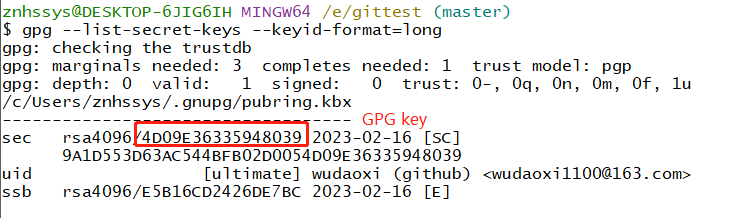 znhssys@DESKTOP-6JIG6IH MINGW64 /e/gittest (master)
$ gpg --list-secret-keys --keyid-format=long
gpg: checking the trustdb
gpg: marginals needed: 3  completes needed: 1  trust model: pgp
gpg: depth: 0  valid:   1  signed:   0  trust: 0-, 0q, 0n, 0m, 0f, 1u
/c/Users/znhssys/.gnupg/pubring.kbx
----------------------------------- GPG key
sec   rsa4096/4D09E36335948039 2023-02-16 [SC]
      9A1D553D63AC544BFB02D0054D09E36335948039
uid                 [ultimate] wudaoxi (github) <wudaoxi1100@163.com>
ssb   rsa4096/E5B16CD2426DE7BC 2023-02-16 [E]